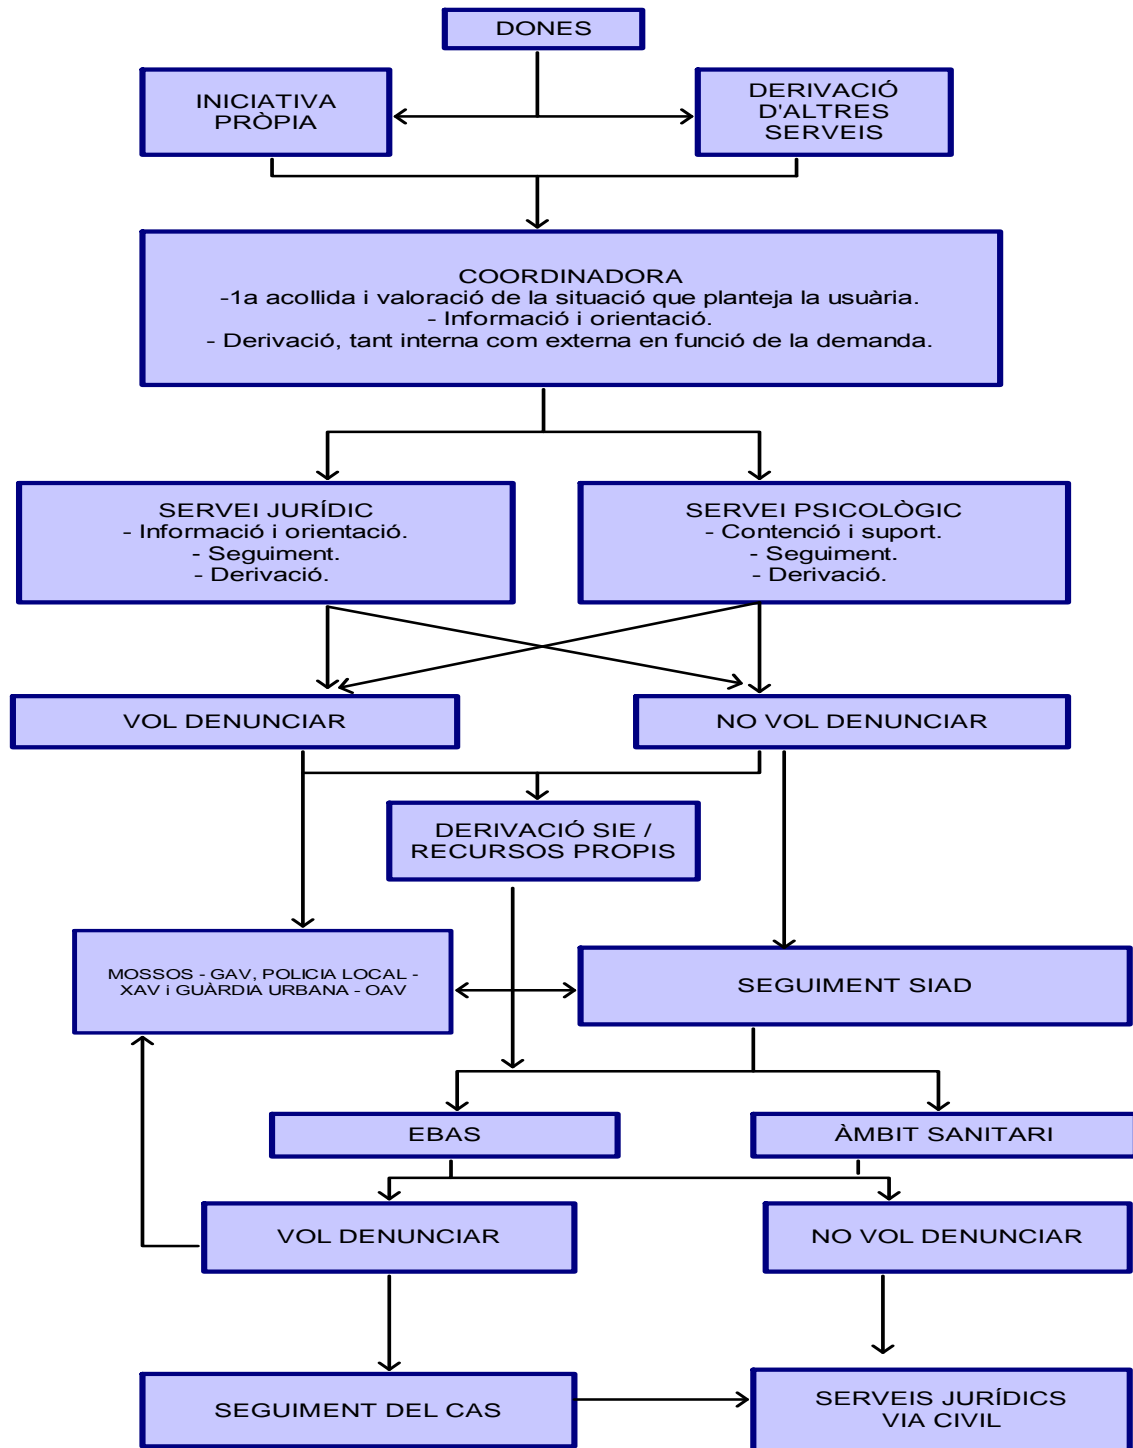 DONES
INICIATIVA
PRÒPIA
DERIVACIÓ
D'ALTRES
SERVEIS
COORDINADORA
-1a acollida i valoració de la situació que planteja la usuària.
- Informació i orientació.
- Derivació, tant interna com externa en funció de la demanda.
SERVEI JURÍDIC
- Informació i orientació.
- Seguiment.
- Derivació.
SERVEI PSICOLÒGIC
- Contenció i suport.
- Seguiment.
- Derivació.
VOL DENUNCIAR
NO VOL DENUNCIAR
DERIVACIÓ SIE /
RECURSOS PROPIS
MOSSOS - GAV, POLICIA LOCAL -
XAV i GUÀRDIA URBANA - OAV
SEGUIMENT SIAD
EBAS
ÀMBIT SANITARI
VOL DENUNCIAR
NO VOL DENUNCIAR
SEGUIMENT DEL CAS
SERVEIS JURÍDICS
VIA CIVIL